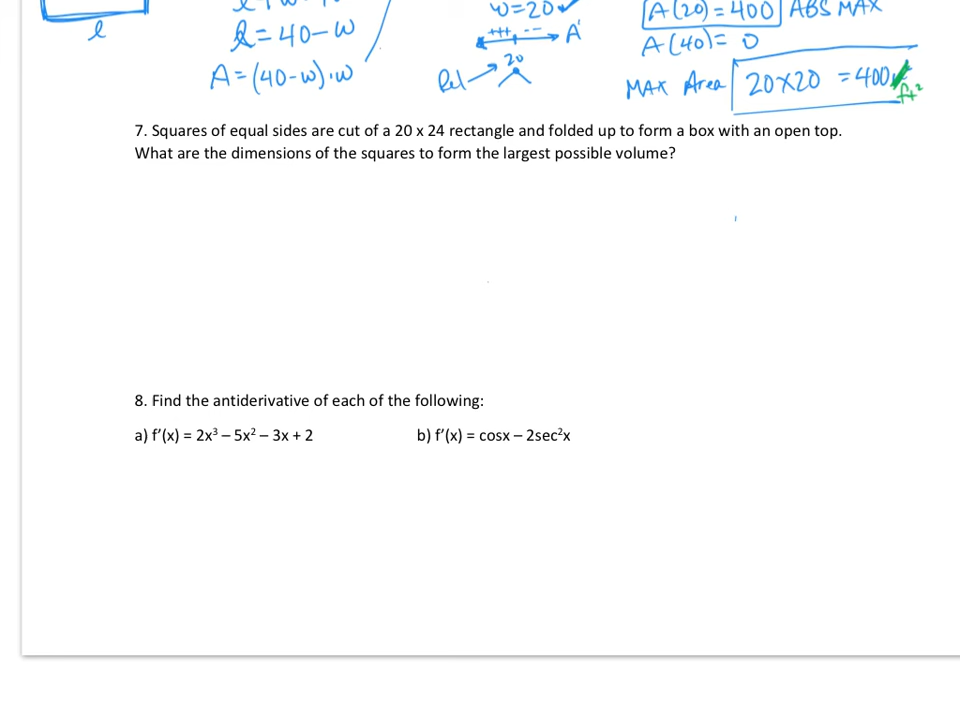 w=20✓
A(20)=400 ABS MAX
l
l=40-w
+++ -- A'
A(40)=0
A=(40-w)·w
Rel
20
MAX Area 20x20 =400 ft²
7. Squares of equal sides are cut of a 20 x 24 rectangle and folded up to form a box with an open top.
What are the dimensions of the squares to form the largest possible volume?
8. Find the antiderivative of each of the following:
a) f'(x) = 2x³ – 5x² – 3x + 2 b) f'(x) = cosx – 2sec²x